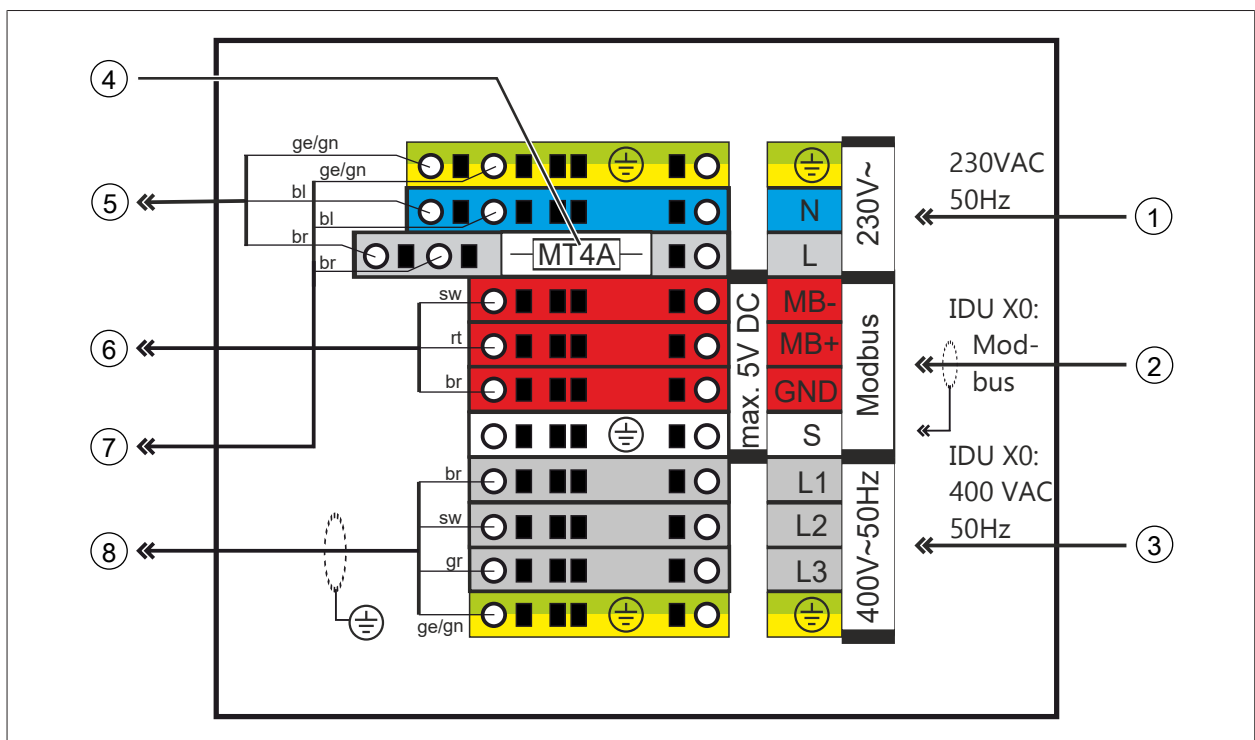 4
ge/gn
ge/gn
230VAC
50Hz
230V~
5
bl
N
1
bl
br
MT4A
L
br
sw
MB-
IDU X0:
Mod-
bus
6
rt
MB+
2
max. 5V DC
Modbus
br
GND
7
S
IDU X0:
400 VAC
50Hz
br
L1
sw
L2
8
3
gr
L3
400V~50Hz
ge/gn